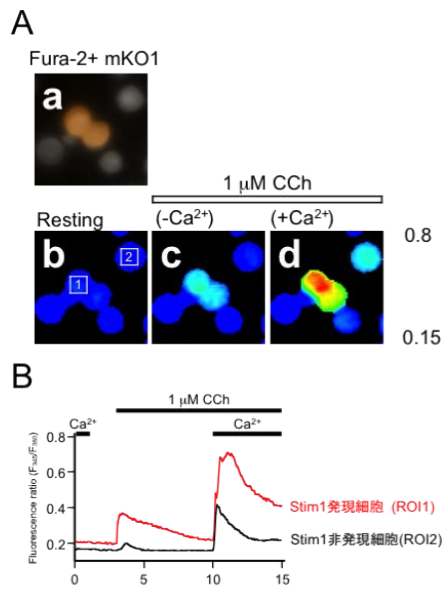 A
Fura-2+ mKO1
a
1 μM CCh
Resting (-Ca²⁺) (+Ca²⁺)
b 1 2 c d
0.8
0.15
B
1 μM CCh
Ca²⁺ Ca²⁺
Fluorescence ratio (F₃₄₀/F₃₈₀)
0.8
0.6
0.4
0.2
0 5 10 15
Stim1発現細胞 (ROI1)
Stim1非発現細胞(ROI2)